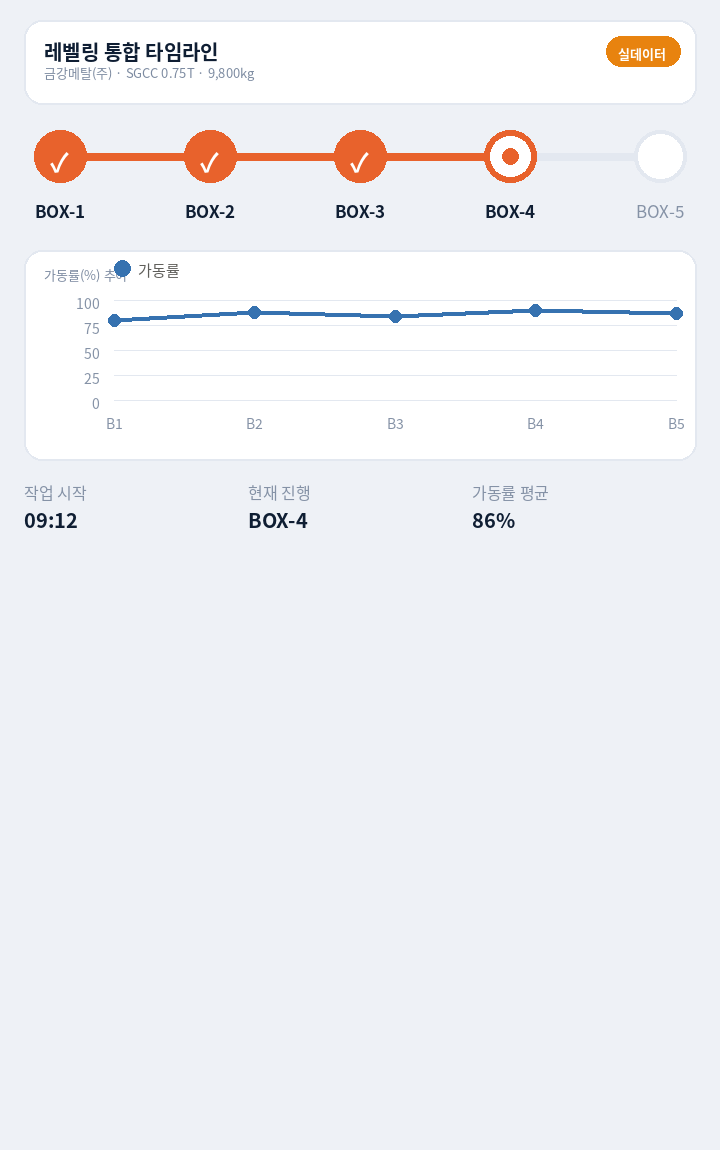 레벨링 통합 타임라인
금강메탈(주) · SGCC 0.75T · 9,800kg
실데이터
BOX-1
BOX-2
BOX-3
BOX-4
BOX-5
가동률(%) 추이
가동률
100
75
50
25
0
B1
B2
B3
B4
B5
작업 시작
현재 진행
가동률 평균
09:12
BOX-4
86%